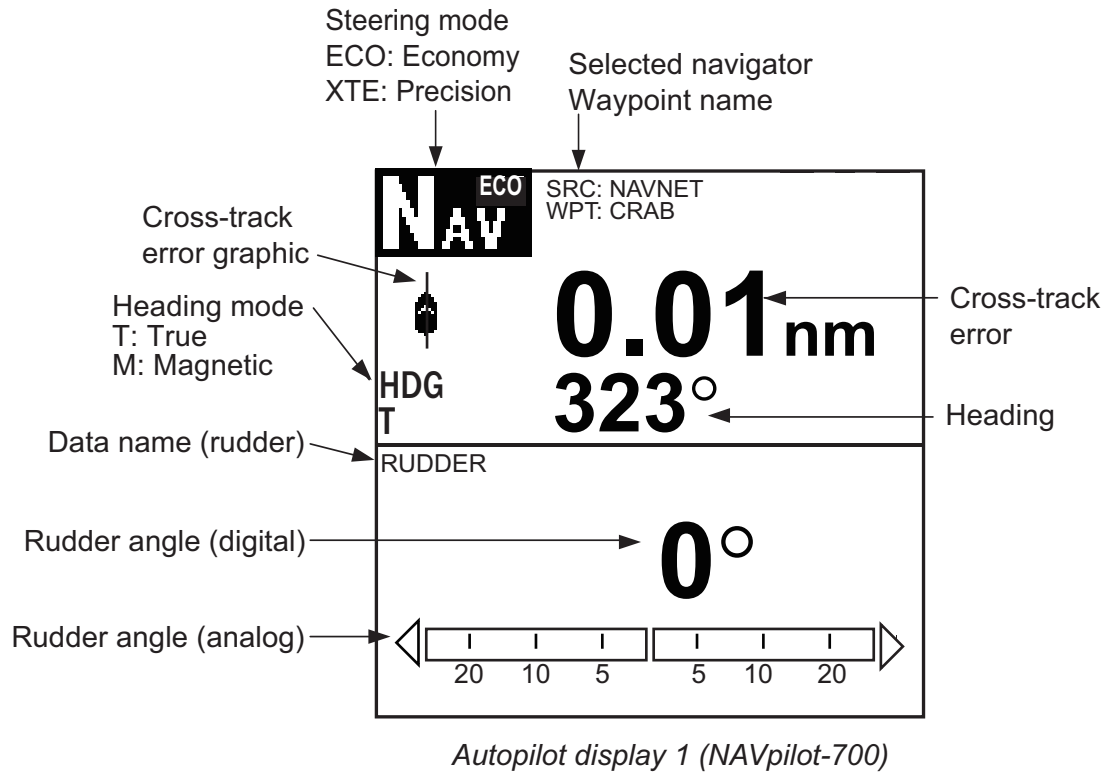 Steering mode
ECO: Economy
XTE: Precision
Selected navigator
Waypoint name
NAV
ECO
SRC: NAVNET
WPT: CRAB
Cross-track
error graphic
0.01nm
Cross-track
error
Heading mode
T: True
M: Magnetic
HDG
T
323°
Heading
Data name (rudder)
RUDDER
Rudder angle (digital)
0°
Rudder angle (analog)
20 10 5 5 10 20
Autopilot display 1 (NAVpilot-700)